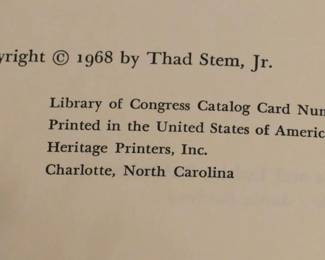 yright © 1968 by Thad Stem, Jr.
Library of Congress Catalog Card Num
Printed in the United States of Americ
Heritage Printers, Inc.
Charlotte, North Carolina